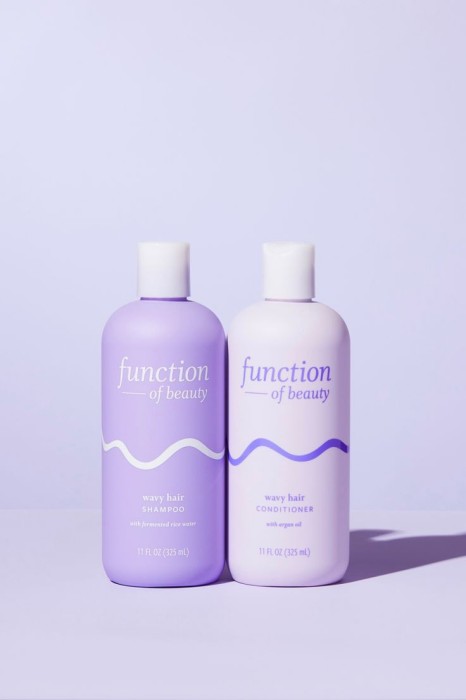 function
of beauty
wavy hair
SHAMPOO
with fermented rice water
11 FL OZ (325 mL)
function
of beauty
wavy hair
CONDITIONER
with argan oil
11 FL OZ (325 mL)